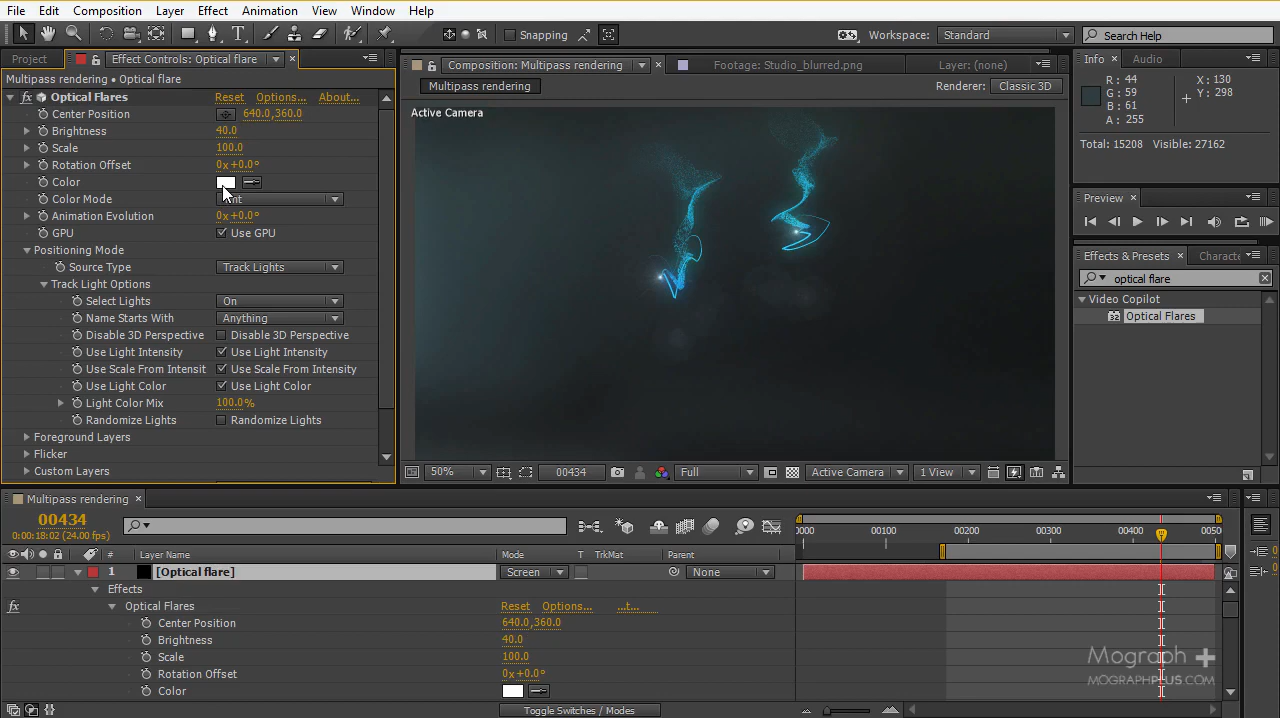 File Edit Composition Layer Effect Animation View Window Help
Snapping Workspace: Standard Search Help
Project Effect Controls: Optical flare Composition: Multipass rendering Footage: Studio_blurred.png Layer: (none) Info Audio
Multipass rendering • Optical flare
Multipass rendering Renderer: Classic 3D
Active Camera
R: 44 X: 130
G: 59 Y: 298
B: 61
A: 255
Total: 15208 Visible: 27162
Preview
Effects & Presets Characte
optical flare
Video Copilot
32 Optical Flares
fx Optical Flares Reset Options... About...
Center Position 640.0,360.0
Brightness 40.0
Scale 100.0
Rotation Offset 0x+0.0°
Color
Color Mode
Animation Evolution 0x+0.0°
GPU Use GPU
Positioning Mode
Source Type Track Lights
Track Light Options
Select Lights On
Name Starts With Anything
Disable 3D Perspective Disable 3D Perspective
Use Light Intensity Use Light Intensity
Use Scale From Intensit Use Scale From Intensity
Use Light Color Use Light Color
Light Color Mix 100.0%
Randomize Lights Randomize Lights
Foreground Layers
Flicker
Custom Layers
50% 00434 Full Active Camera 1 View
Multipass rendering
00434
0:00:18:02 (24.00 fps)
0000 00100 00200 00300 00400 0050
# Layer Name Mode T TrkMat Parent
1 [Optical flare] Screen None
Effects
fx Optical Flares Reset Options... ...t...
Center Position 640.0,360.0
Brightness 40.0
Scale 100.0
Rotation Offset 0x+0.0°
Color
Toggle Switches / Modes
Mograph +
MOGRAPHPLUS.COM